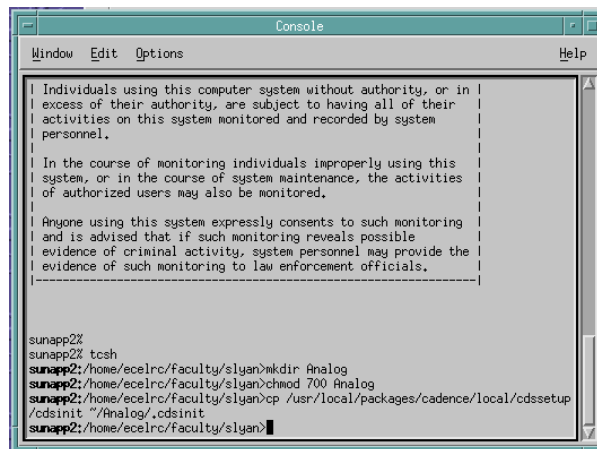 Console
Window Edit Options Help
| Individuals using this computer system without authority, or in |
| excess of their authority, are subject to having all of their |
| activities on this system monitored and recorded by system |
| personnel. |
| |
| In the course of monitoring individuals improperly using this |
| system, or in the course of system maintenance, the activities |
| of authorized users may also be monitored. |
| |
| Anyone using this system expressly consents to such monitoring |
| and is advised that if such monitoring reveals possible |
| evidence of criminal activity, system personnel may provide the |
| evidence of such monitoring to law enforcement officials. |
|-----------------------------------------------------------------|
sunapp2%
sunapp2% tcsh
sunapp2:/home/ecelrc/faculty/slyan>mkdir Analog
sunapp2:/home/ecelrc/faculty/slyan>chmod 700 Analog
sunapp2:/home/ecelrc/faculty/slyan>cp /usr/local/packages/cadence/local/cdssetup
/cdsinit ~/Analog/.cdsinit
sunapp2:/home/ecelrc/faculty/slyan>